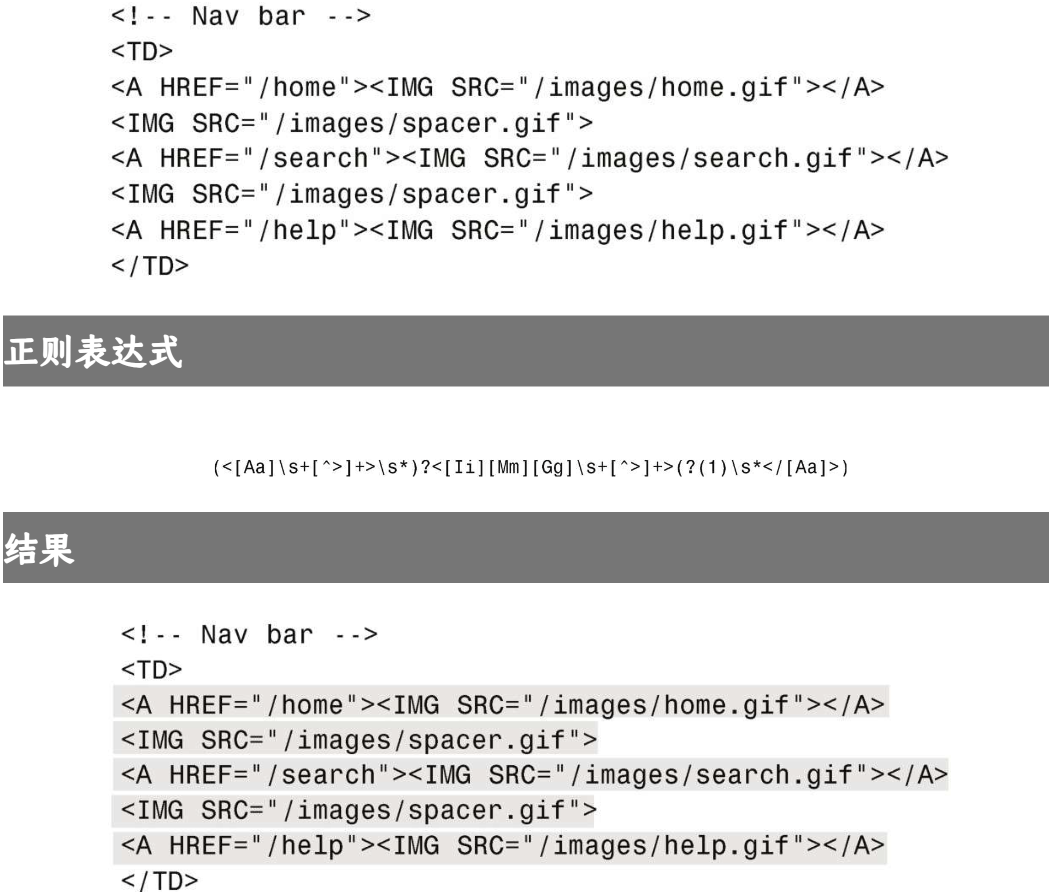 <!-- Nav bar -->
<TD>
<A HREF="/home"><IMG SRC="/images/home.gif"></A>
<IMG SRC="/images/spacer.gif">
<A HREF="/search"><IMG SRC="/images/search.gif"></A>
<IMG SRC="/images/spacer.gif">
<A HREF="/help"><IMG SRC="/images/help.gif"></A>
</TD>
正则表达式
(<[Aa]\s+[^>]+>\s*)?<[Ii][Mm][Gg]\s+[^>]+>(?(1)\s*</[Aa]>)
结果
<!-- Nav bar -->
<TD>
<A HREF="/home"><IMG SRC="/images/home.gif"></A>
<IMG SRC="/images/spacer.gif">
<A HREF="/search"><IMG SRC="/images/search.gif"></A>
<IMG SRC="/images/spacer.gif">
<A HREF="/help"><IMG SRC="/images/help.gif"></A>
</TD>